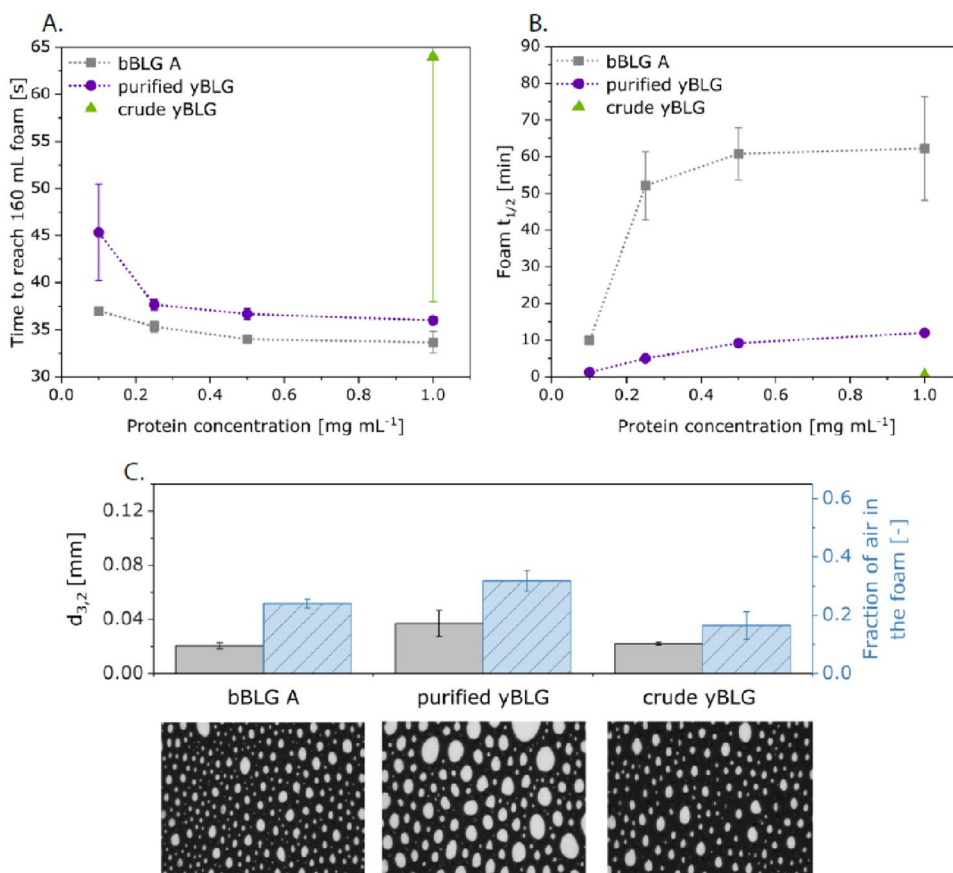 A.
65
60
55
50
45
40
35
30
0.0
0.2
0.4
0.6
0.8
1.0
Time to reach 160 mL foam [s]
Protein concentration [mg mL⁻¹]
bBLG A
purified yBLG
crude yBLG
B.
90
80
70
60
50
40
30
20
10
0
0.0
0.2
0.4
0.6
0.8
1.0
Foam t₁/₂ [min]
Protein concentration [mg mL⁻¹]
bBLG A
purified yBLG
crude yBLG
C.
0.12
0.08
0.04
0.00
d₃,₂ [mm]
0.6
0.4
0.2
0.0
Fraction of air in
the foam [-]
bBLG A
purified yBLG
crude yBLG